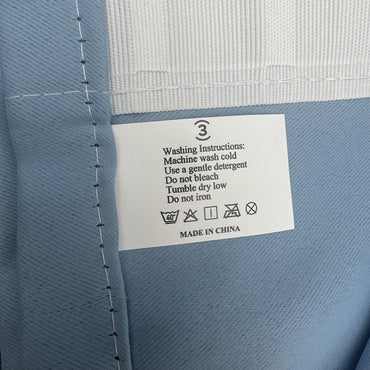 3
Washing Instructions:
Machine wash cold
Use a gentle detergent
Do not bleach
Tumble dry low
Do not iron
40
MADE IN CHINA